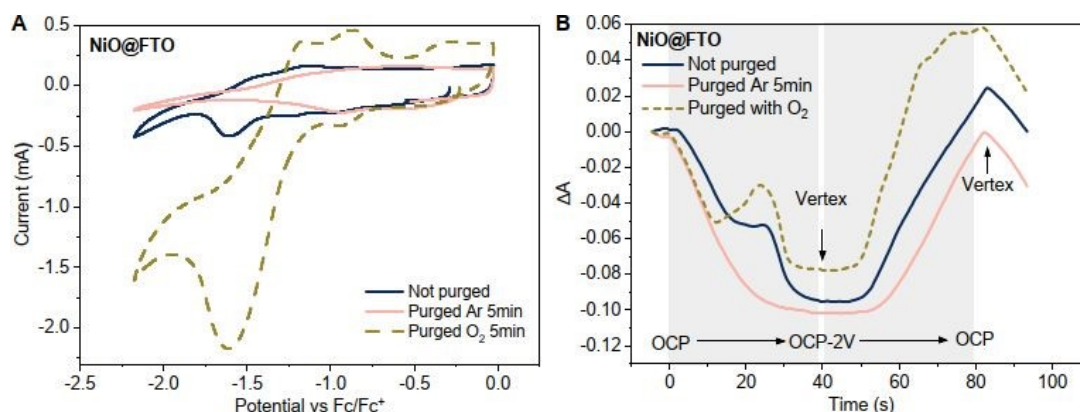 A
NiO@FTO
0.5
0.0
-0.5
-1.0
-1.5
-2.0
Current (mA)
Not purged
Purged Ar 5min
Purged O₂ 5min
-2.5
-2.0
-1.5
-1.0
-0.5
0.0
Potential vs Fc/Fc⁺
B
NiO@FTO
Not purged
Purged Ar 5min
Purged with O₂
0.06
0.04
0.02
0.00
-0.02
-0.04
-0.06
-0.08
-0.10
-0.12
ΔA
Vertex
Vertex
OCP
OCP-2V
OCP
0
20
40
60
80
100
Time (s)